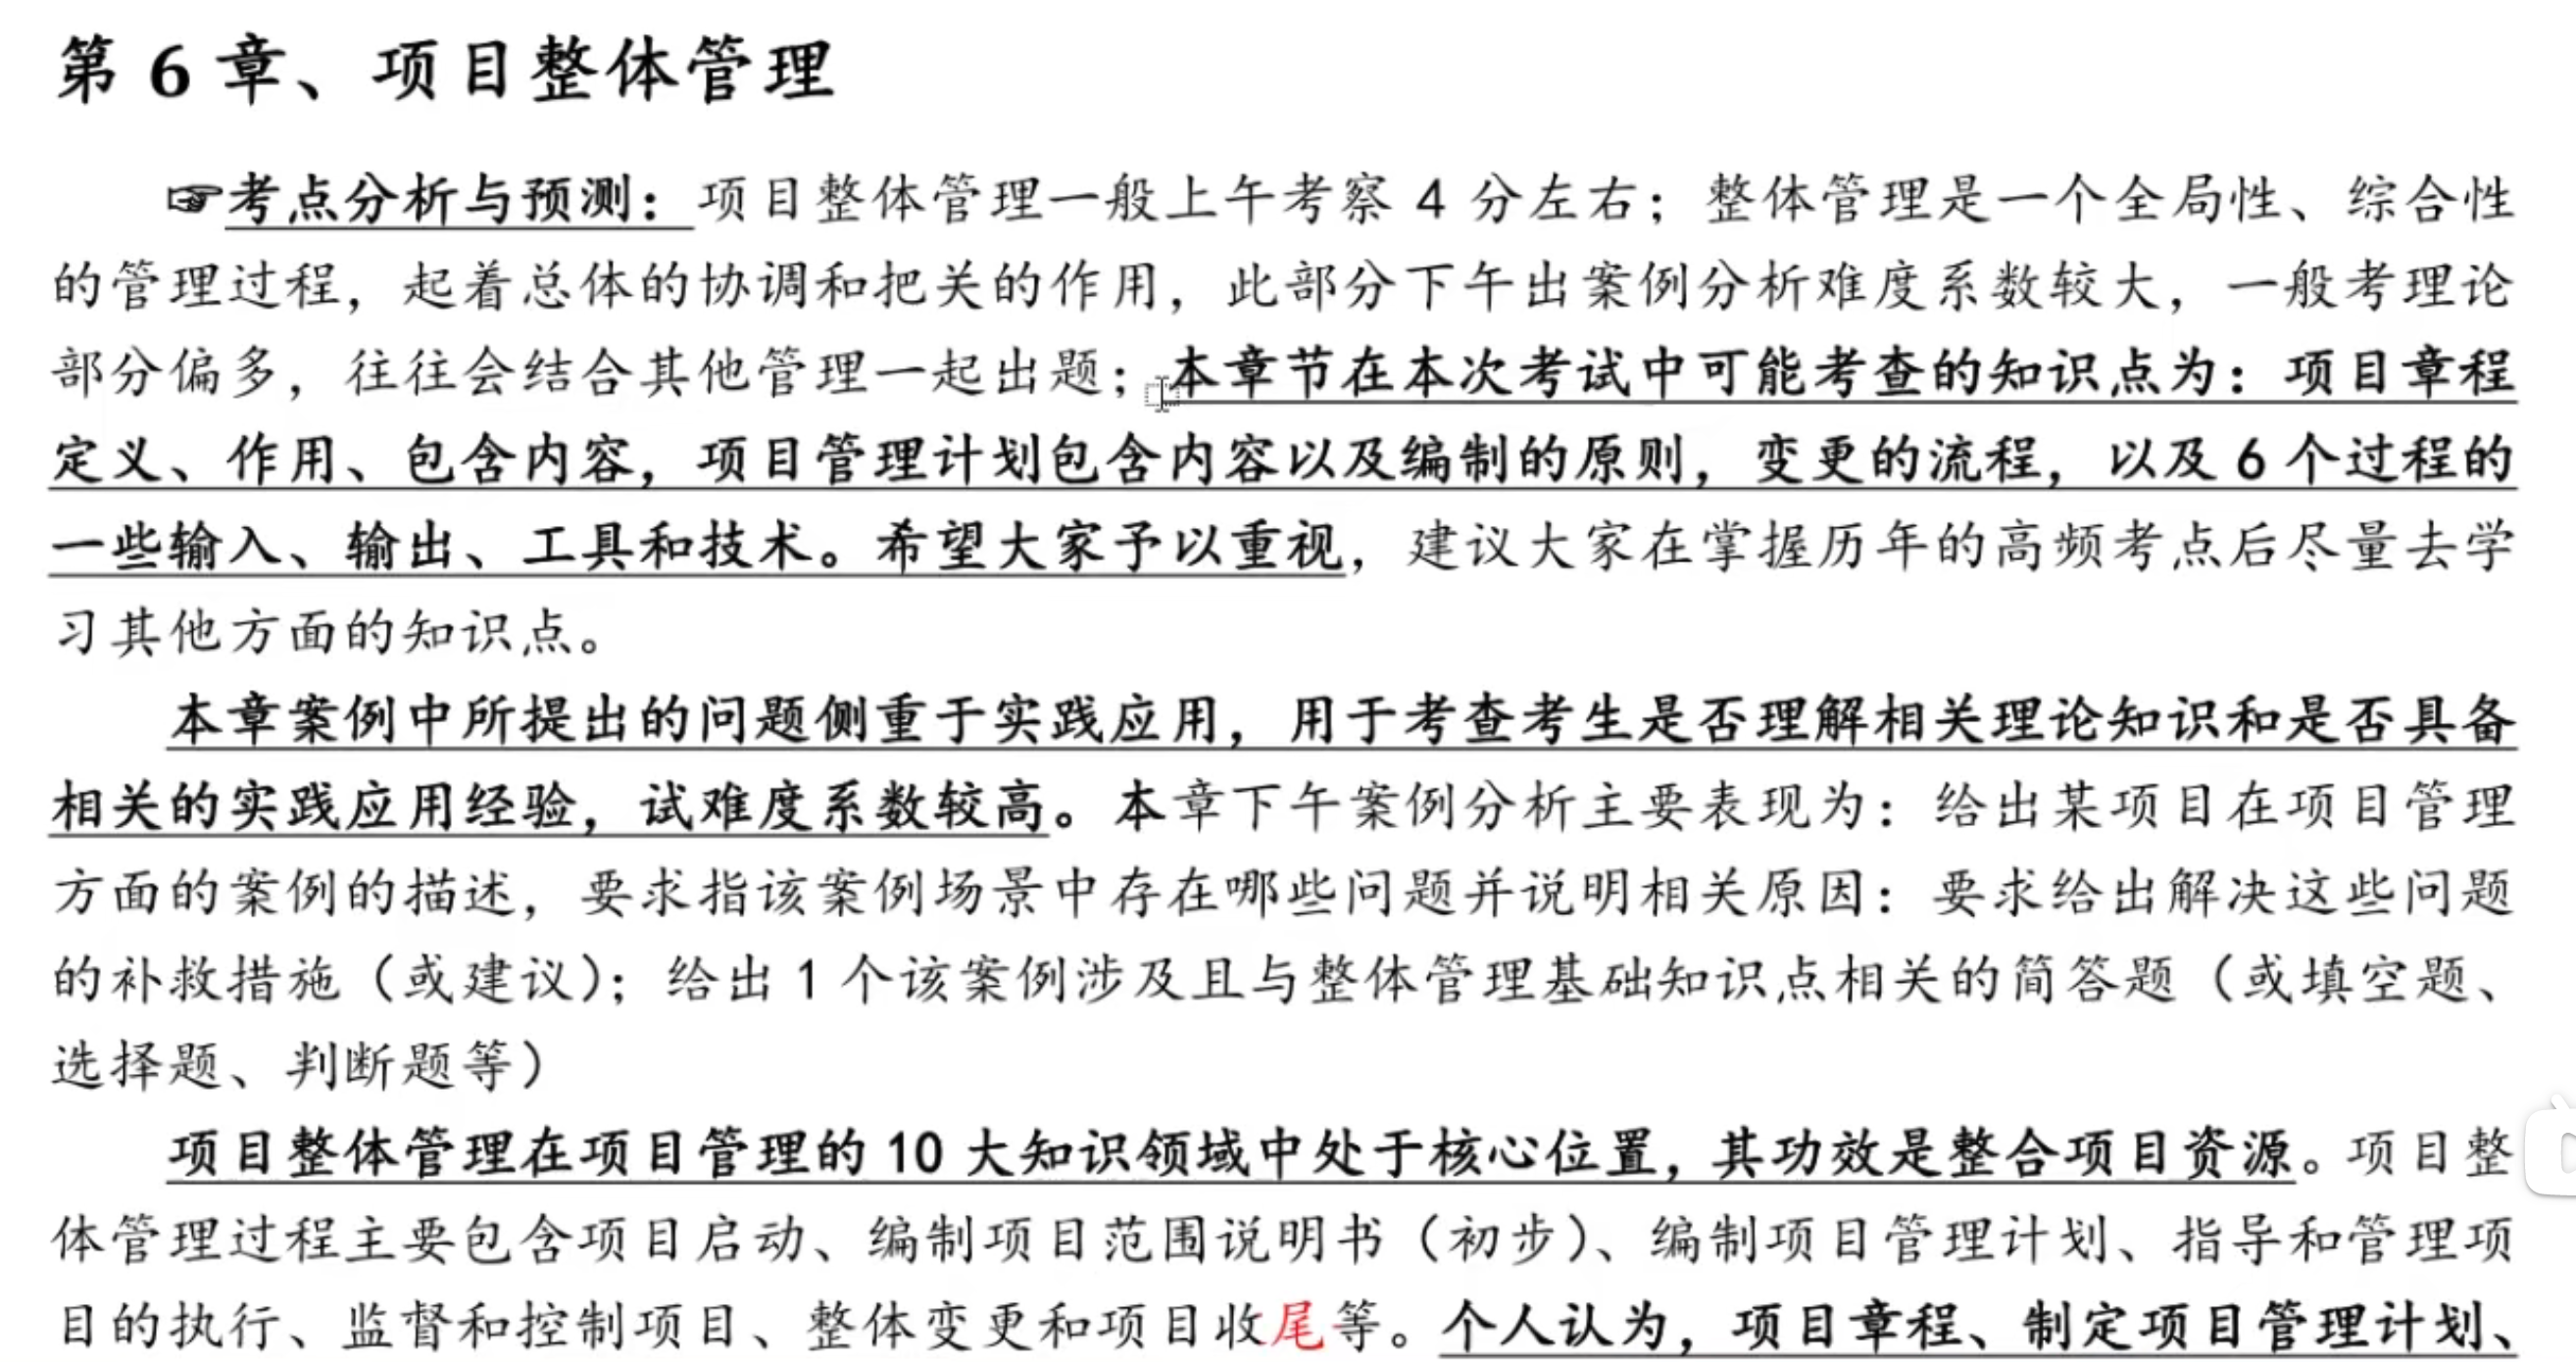 第 6 章、项目整体管理
☞考点分析与预测：项目整体管理一般上午考察 4 分左右；整体管理是一个全局性、综合性
的管理过程，起着总体的协调和把关的作用，此部分下午出案例分析难度系数较大，一般考理论
部分偏多，往往会结合其他管理一起出题；本章节在本次考试中可能考查的知识点为：项目章程
定义、作用、包含内容，项目管理计划包含内容以及编制的原则，变更的流程，以及 6 个过程的
一些输入、输出、工具和技术。希望大家予以重视，建议大家在掌握历年的高频考点后尽量去学
习其他方面的知识点。
本章案例中所提出的问题侧重于实践应用，用于考查考生是否理解相关理论知识和是否具备
相关的实践应用经验，试难度系数较高。本章下午案例分析主要表现为：给出某项目在项目管理
方面的案例的描述，要求指该案例场景中存在哪些问题并说明相关原因：要求给出解决这些问题
的补救措施（或建议）；给出 1 个该案例涉及且与整体管理基础知识点相关的简答题（或填空题、
选择题、判断题等）
项目整体管理在项目管理的 10 大知识领域中处于核心位置，其功效是整合项目资源。项目整
体管理过程主要包含项目启动、编制项目范围说明书（初步）、编制项目管理计划、指导和管理项
目的执行、监督和控制项目、整体变更和项目收尾等。个人认为，项目章程、制定项目管理计划、